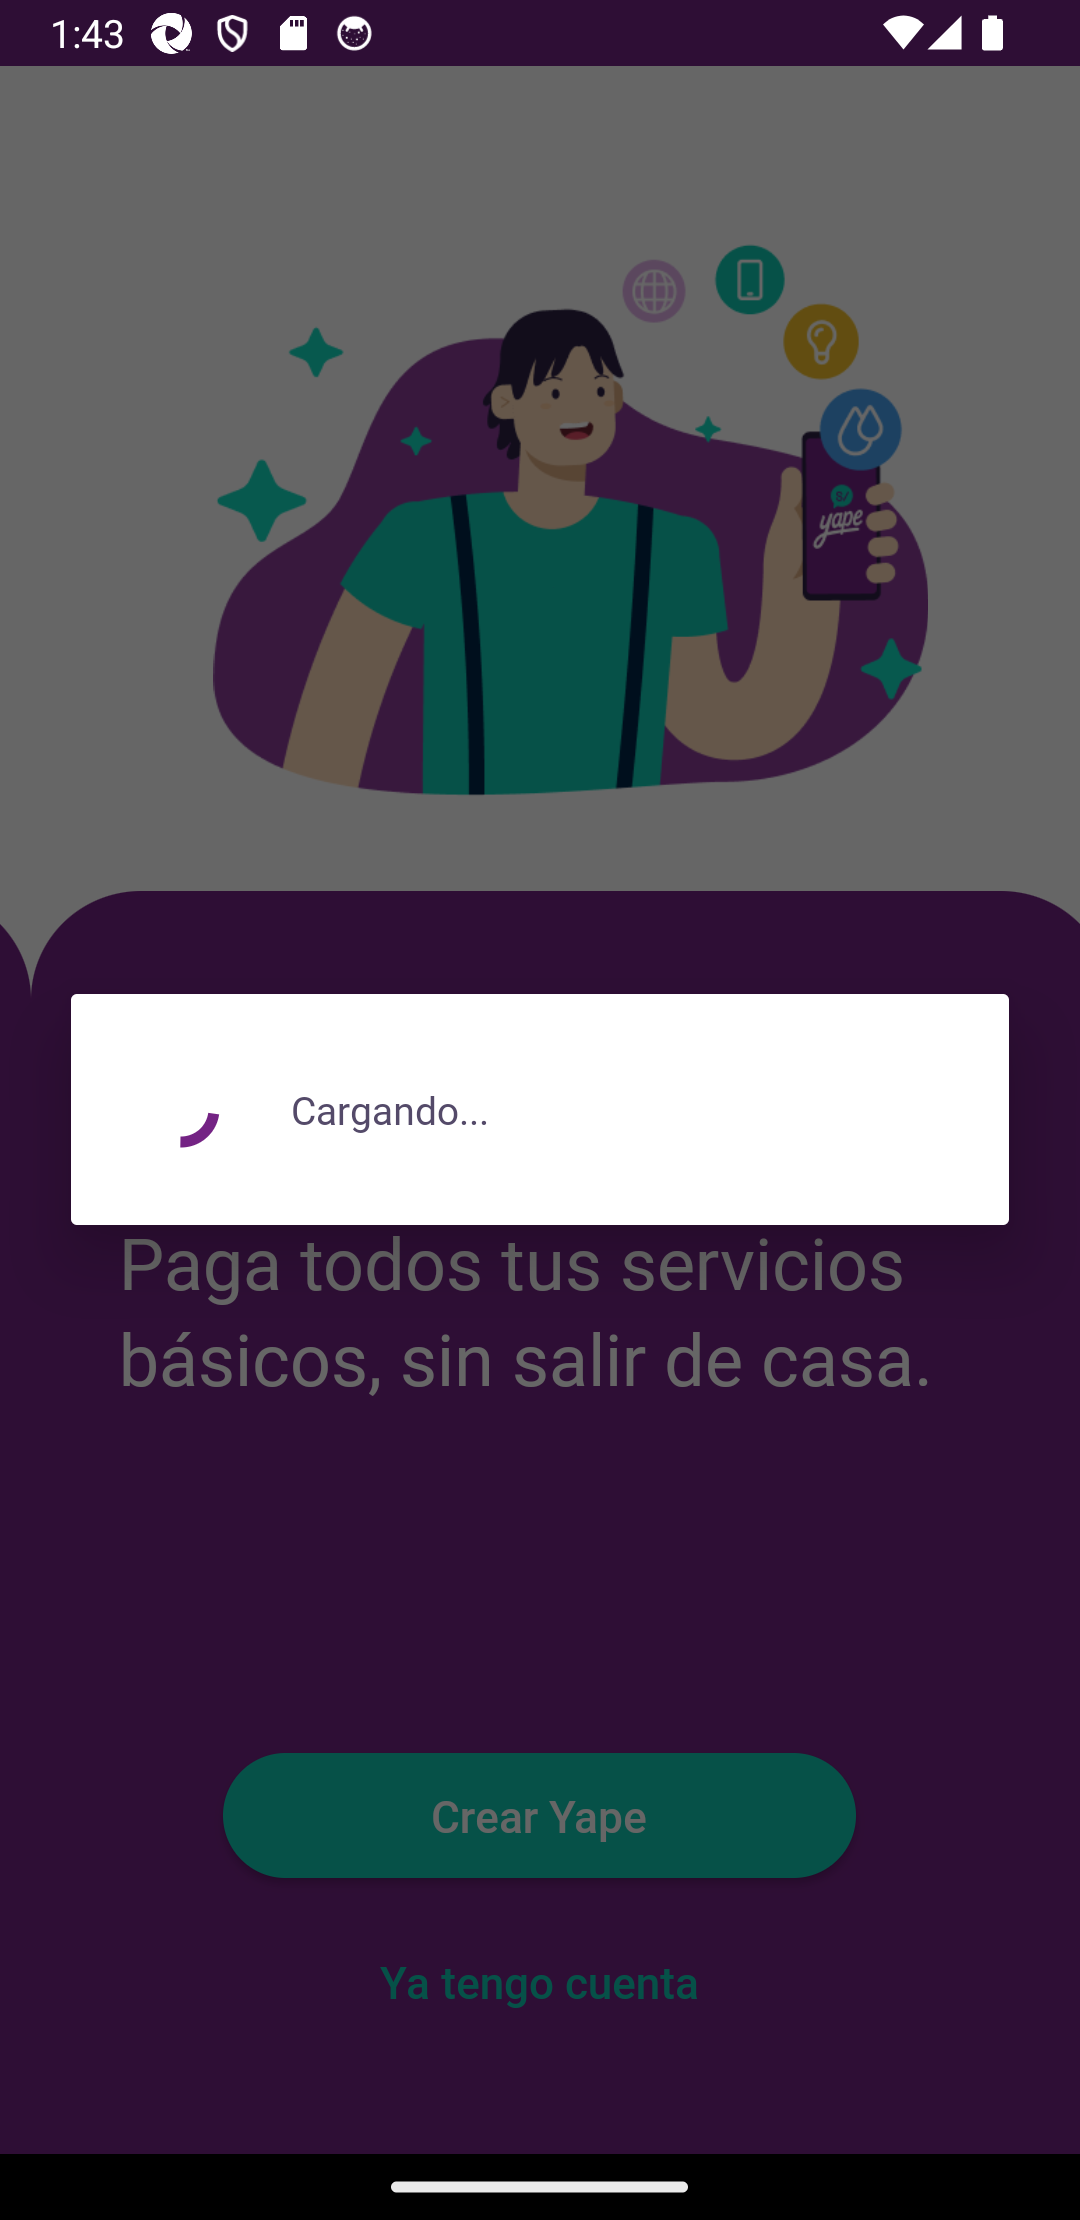 1:43
S/
yape
Cargando...
Paga todos tus servicios
básicos, sin salir de casa.
Crear Yape
Ya tengo cuenta